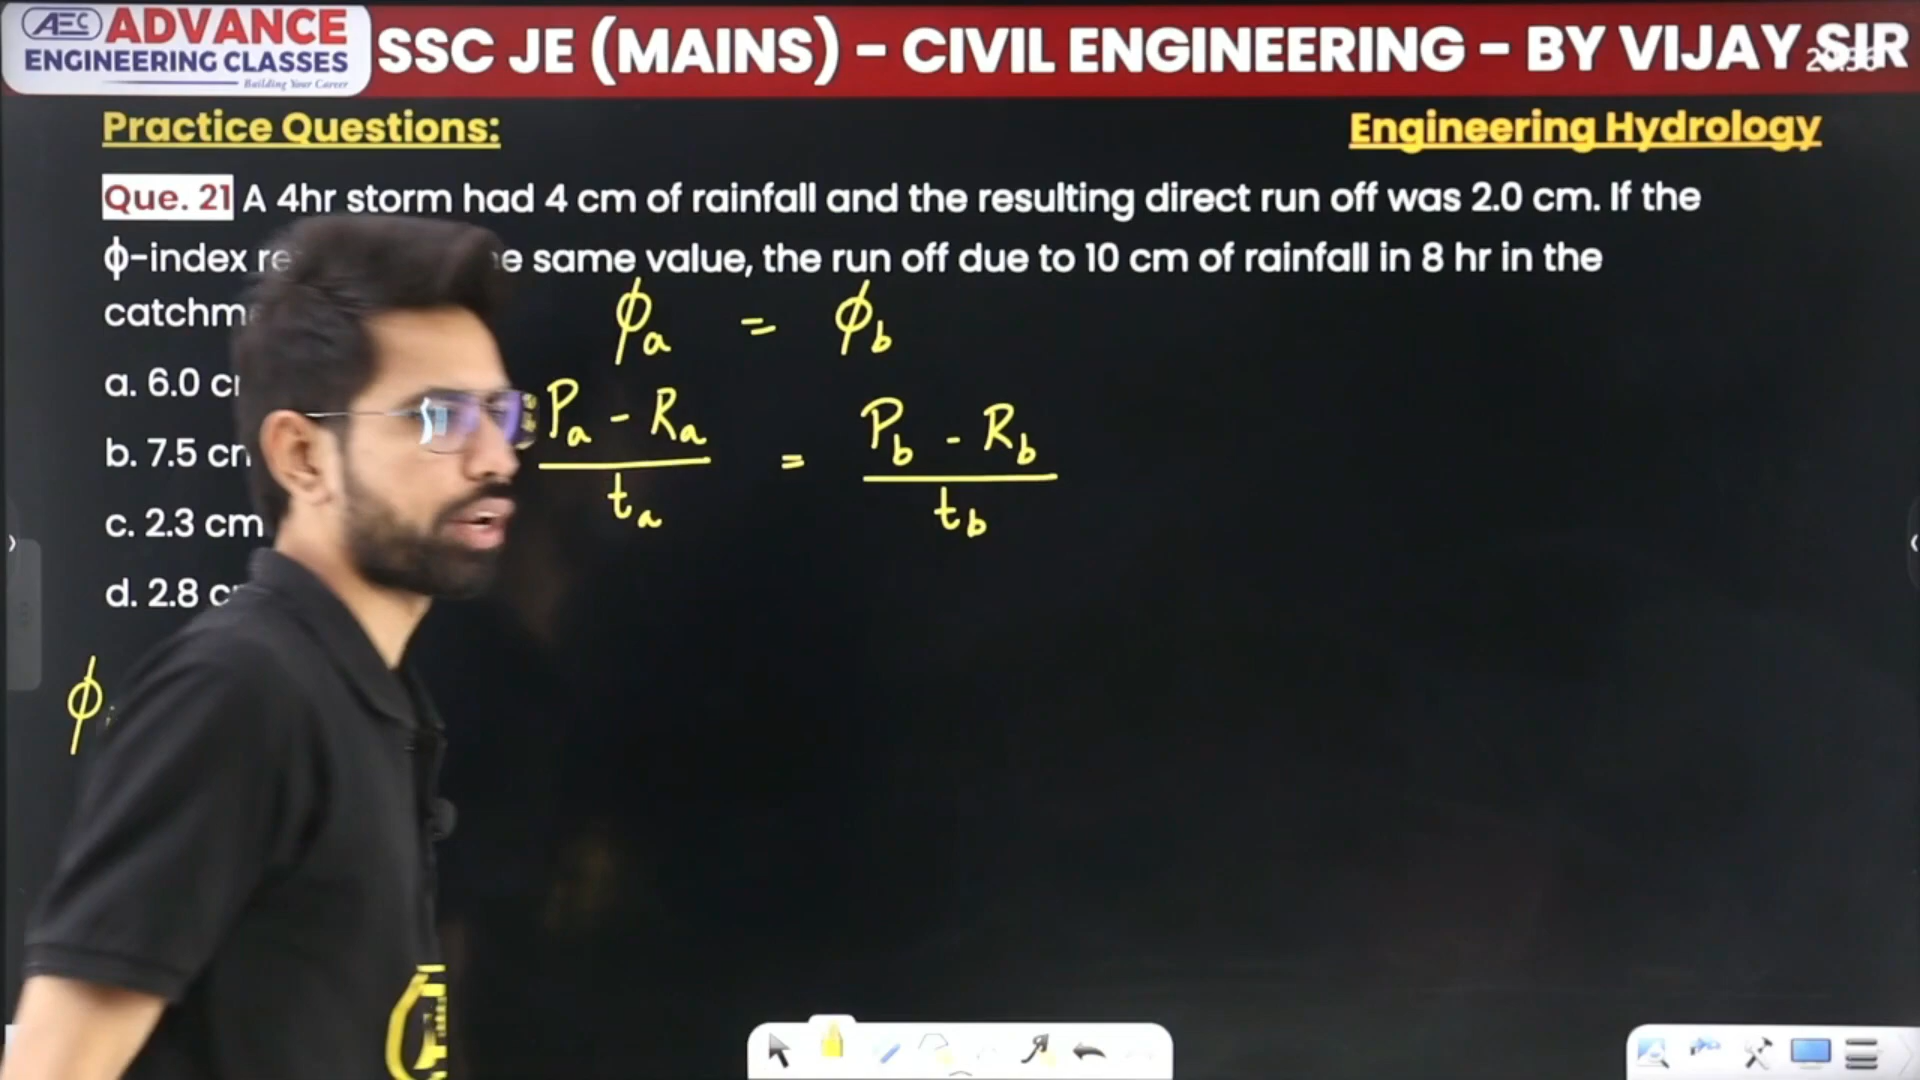 AEC ADVANCE
ENGINEERING CLASSES
Building Your Career
SSC JE (MAINS) – CIVIL ENGINEERING – BY VIJAY SIR
Practice Questions:
Engineering Hydrology
Que. 21 A 4hr storm had 4 cm of rainfall and the resulting direct run off was 2.0 cm. If the
ϕ-index same value, the run off due to 10 cm of rainfall in 8 hr in the
ϕa = ϕb
a. 6.0
Pa - Ra = Pb - Rb
b. 7.5
ta tb
c. 2.3 cm
d. 2.8
ϕ